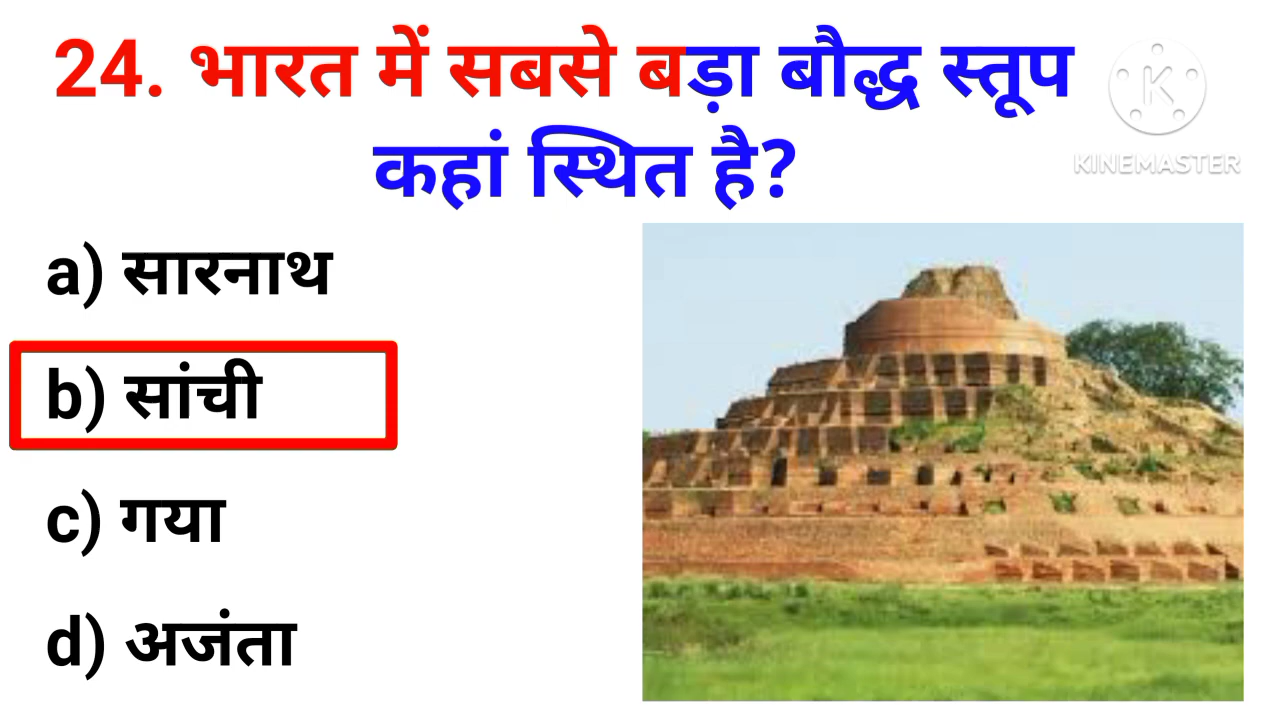 24. भारत में सबसे बड़ा बौद्ध स्तूप
कहां स्थित है?
K
KINEMASTER
a) सारनाथ
b) सांची
c) गया
d) अजंता